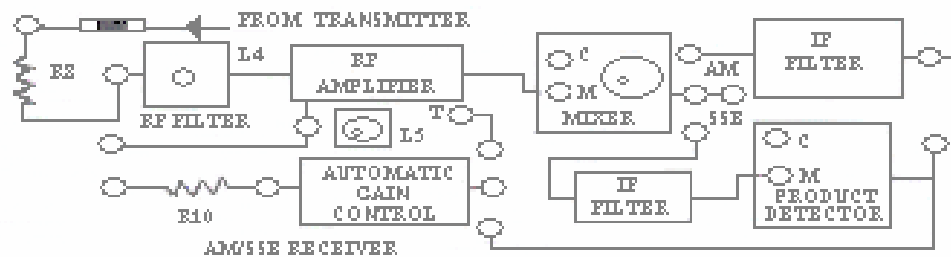 FROM TRANSMITTER
R8
L4
RF FILTER
RF
AMPLIFIER
T
L5
C
M
MIXER
AM
SSB
IF
FILTER
AUTOMATIC
GAIN
CONTROL
R10
IF
FILTER
C
M
PRODUCT
DETECTOR
AM/SSB RECEIVER